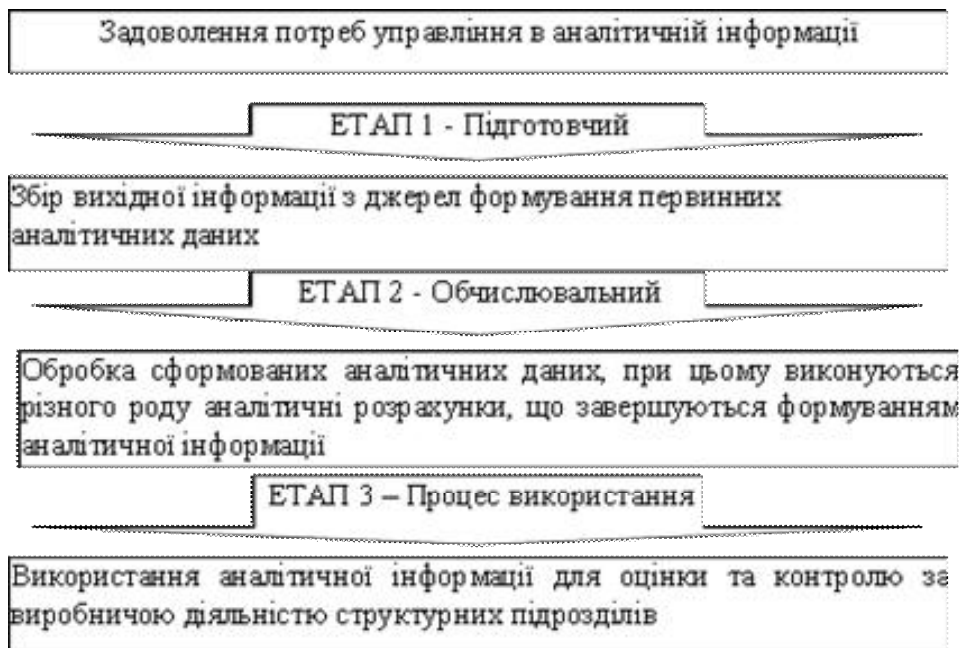 Задоволення потреб управління в аналітичній інформації
ЕТАП 1 - Підготовчий
Збір вихідної інформації з джерел формування первинних
аналітичних даних
ЕТАП 2 - Обчислювальний
Обробка сформованих аналітичних даних, при цьому виконуються
різного роду аналітичні розрахунки, що завершуються формуванням
аналітичної інформації
ЕТАП 3 – Процес використання
Використання аналітичної інформації для оцінки та контролю за
виробничою діяльністю структурних підрозділів